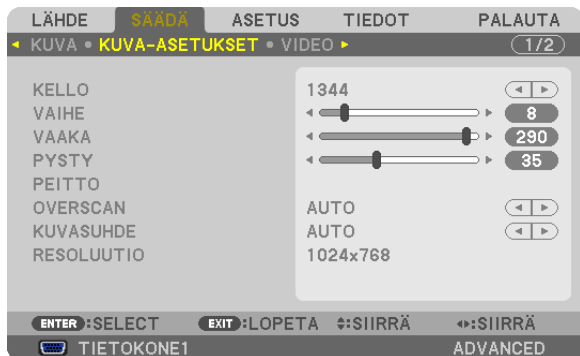 LÄHDE SÄÄDÄ ASETUS TIEDOT PALAUTA
KUVA • KUVA-ASETUKSET • VIDEO 1/2
KELLO 1344
VAIHE 8
VAAKA 290
PYSTY 35
PEITTO
OVERSCAN AUTO
KUVASUHDE AUTO
RESOLUUTIO 1024x768
ENTER :SELECT EXIT :LOPETA :SIIRRÄ :SIIRRÄ
TIETOKONE1 ADVANCED